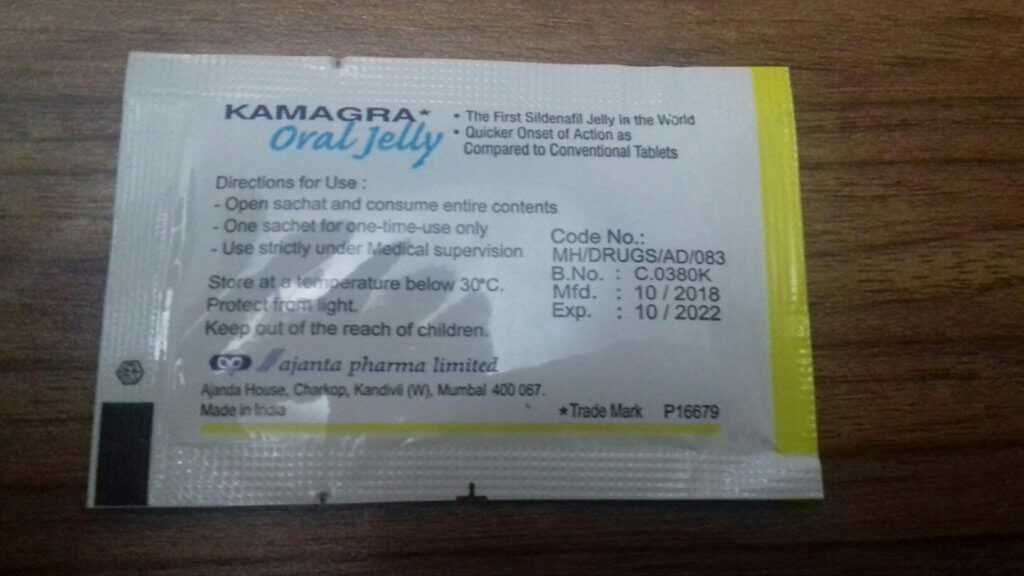 KAMAGRA*
Oral Jelly
• The First Sildenafil Jelly in the World
• Quicker Onset of Action as
Compared to Conventional Tablets
Directions for Use :
- Open sachat and consume entire contents
- One sachet for one-time-use only
- Use strictly under Medical supervision
Store at a temperature below 30°C.
Protect from light.
Keep out of the reach of children.
Code No.:
MH/DRUGS/AD/083
B.No. : C.0380K
Mfd. : 10 / 2018
Exp. : 10 / 2022
ajanta pharma limited
Ajanda House, Charkop, Kandivli (W), Mumbai 400 067.
Made in India
*Trade Mark P16679